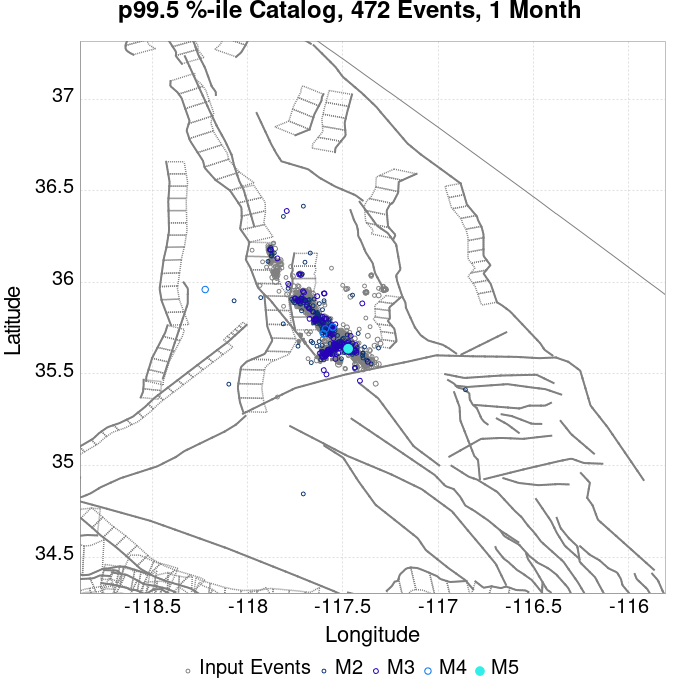 p99.5 %-ile Catalog, 472 Events, 1 Month
37
36.5
36
35.5
35
34.5
Latitude
-118.5 -118 -117.5 -117 -116.5 -116
Longitude
Input Events M2 M3 M4 M5